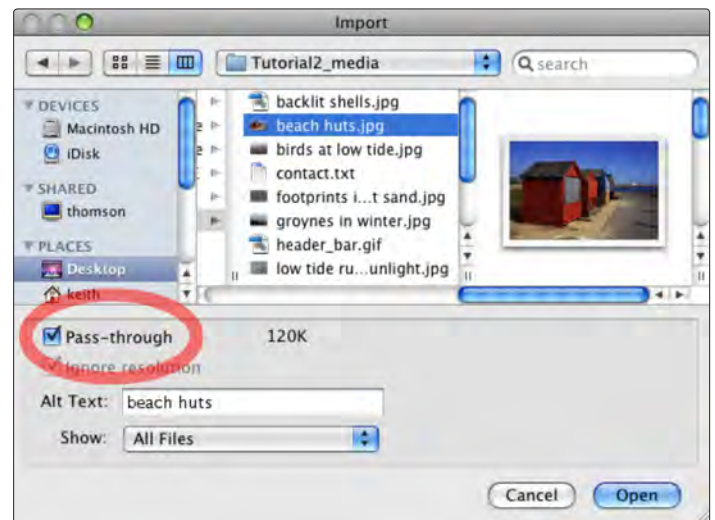 Import
Tutorial2_media
search
DEVICES
Macintosh HD
iDisk
SHARED
thomson
PLACES
Desktop
keith
backlit shells.jpg
beach huts.jpg
birds at low tide.jpg
contact.txt
footprints i...t sand.jpg
groynes in winter.jpg
header_bar.gif
low tide ru...unlight.jpg
Pass-through
120K
Ignore resolution
Alt Text:
beach huts
Show:
All Files
Cancel
Open